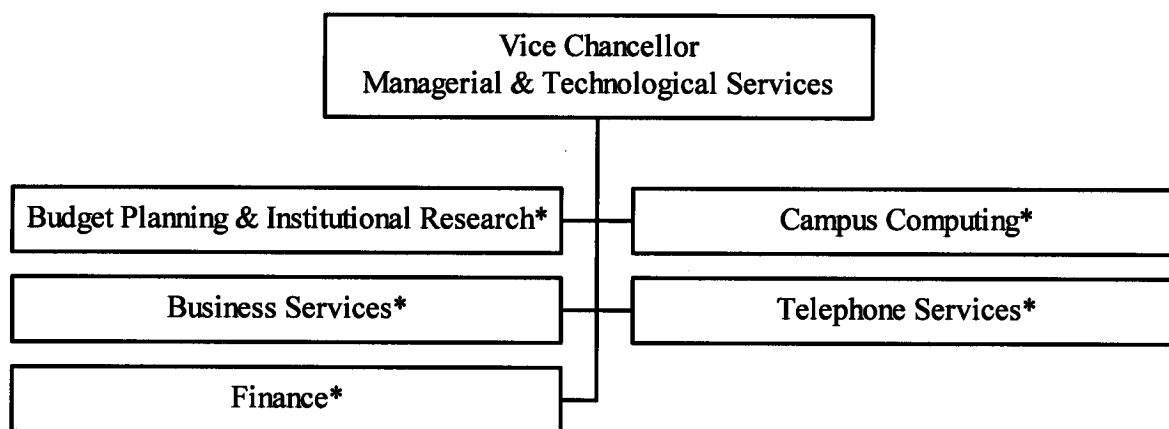 Vice Chancellor
Managerial & Technological Services
Budget Planning & Institutional Research*
Campus Computing*
Business Services*
Telephone Services*
Finance*